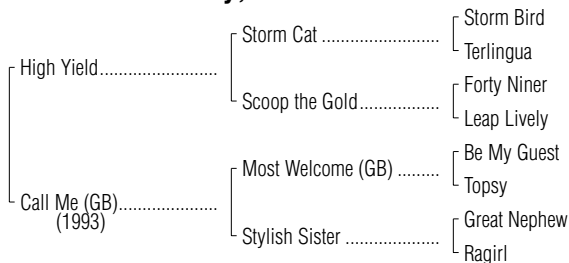 Storm Bird
Storm Cat ..............................
Terlingua
High Yield..............................
Forty Niner
Scoop the Gold....................
Leap Lively
Be My Guest
Most Welcome (GB) ..........
Topsy
Call Me (GB)........................
(1993)
Great Nephew
Stylish Sister ........................
Ragirl